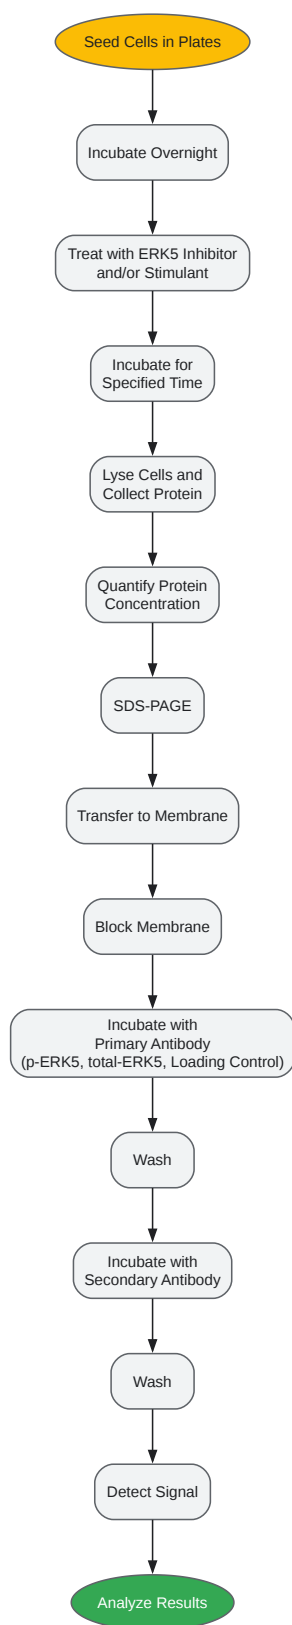 Seed Cells in Plates
Incubate Overnight
Treat with ERK5 Inhibitor
and/or Stimulant
Incubate for
Specified Time
Lyse Cells and
Collect Protein
Quantify Protein
Concentration
SDS-PAGE
Transfer to Membrane
Block Membrane
Incubate with
Primary Antibody
(p-ERK5, total-ERK5, Loading Control)
Wash
Incubate with
Secondary Antibody
Wash
Detect Signal
Analyze Results